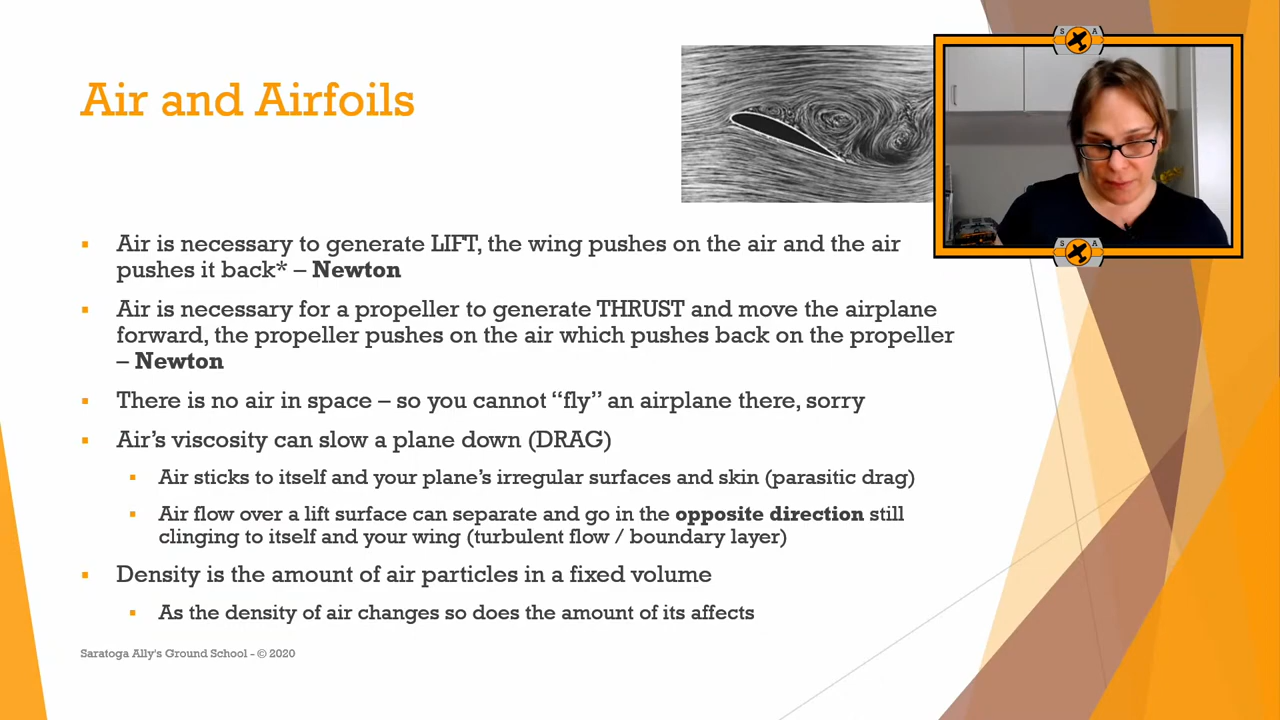 Air and Airfoils
S A
Air is necessary to generate LIFT, the wing pushes on the air and the air
pushes it back* – Newton
Air is necessary for a propeller to generate THRUST and move the airplane
forward, the propeller pushes on the air which pushes back on the propeller
– Newton
There is no air in space – so you cannot “fly” an airplane there, sorry
Air’s viscosity can slow a plane down (DRAG)
Air sticks to itself and your plane’s irregular surfaces and skin (parasitic drag)
Air flow over a lift surface can separate and go in the opposite direction still
clinging to itself and your wing (turbulent flow / boundary layer)
Density is the amount of air particles in a fixed volume
As the density of air changes so does the amount of its affects
Saratoga Ally's Ground School - © 2020
S A